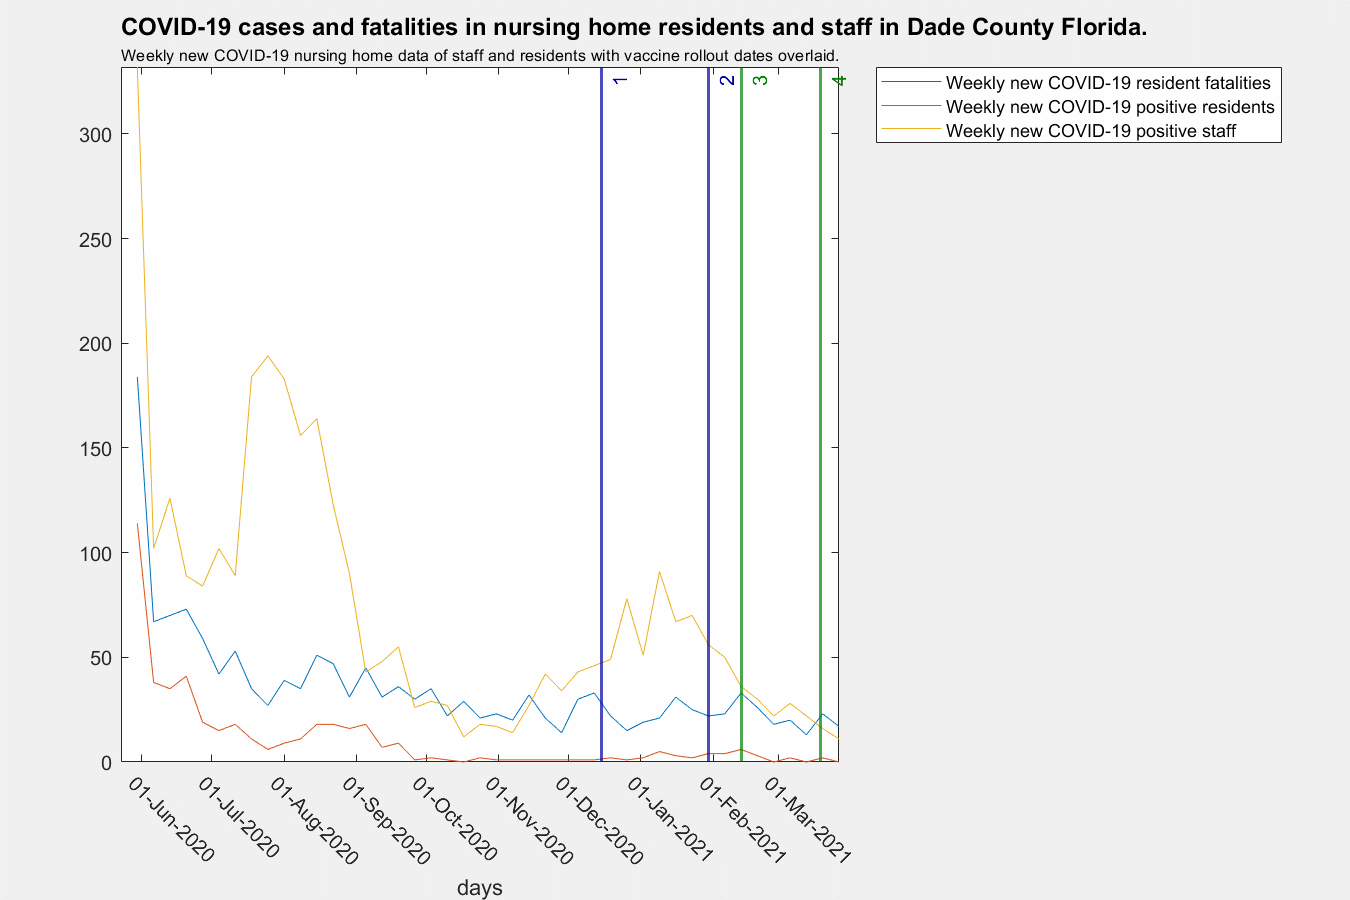 COVID-19 cases and fatalities in nursing home residents and staff in Dade County Florida.
Weekly new COVID-19 nursing home data of staff and residents with vaccine rollout dates overlaid.
1
2
3
4
Weekly new COVID-19 resident fatalities
Weekly new COVID-19 positive residents
Weekly new COVID-19 positive staff
300
250
200
150
100
50
0
01-Jun-2020
01-Jul-2020
01-Aug-2020
01-Sep-2020
01-Oct-2020
01-Nov-2020
01-Dec-2020
01-Jan-2021
01-Feb-2021
01-Mar-2021
days